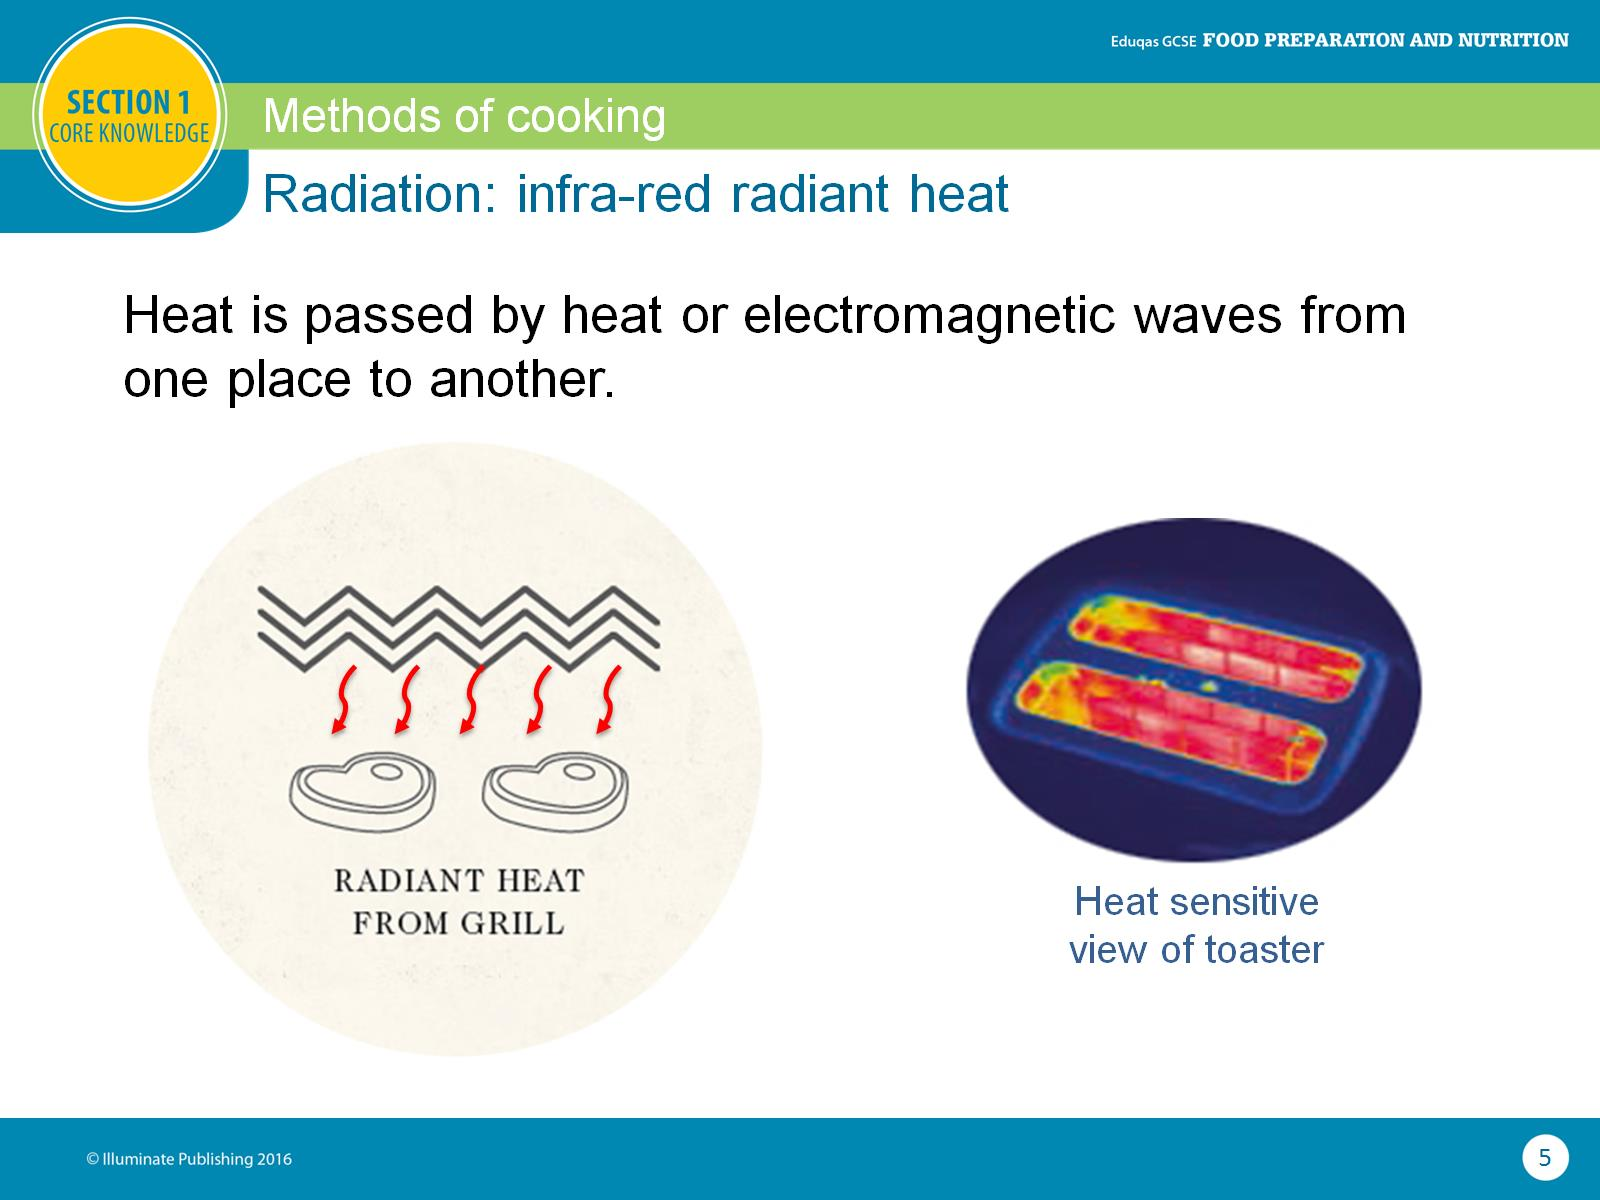 Eduqas GCSE FOOD PREPARATION AND NUTRITION
SECTION 1
CORE KNOWLEDGE
Methods of cooking
Radiation: infra-red radiant heat
Heat is passed by heat or electromagnetic waves from
one place to another.
RADIANT HEAT
FROM GRILL
Heat sensitive
view of toaster
© Illuminate Publishing 2016
5